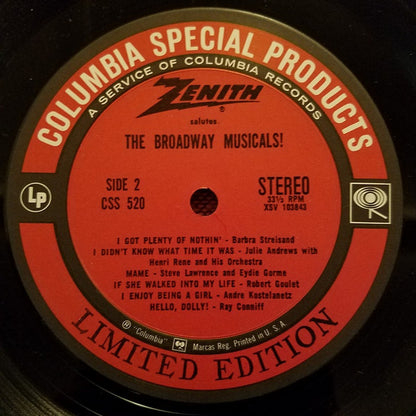 COLUMBIA SPECIAL PRODUCTS
A SERVICE OF COLUMBIA RECORDS
ZENITH ®
salutes
THE BROADWAY MUSICALS!
SIDE 2
CSS 520
STEREO
33⅓ RPM
XSV 103843
LP
I GOT PLENTY OF NOTHIN' - Barbra Streisand
I DIDN'T KNOW WHAT TIME IT WAS - Julie Andrews with
Henri Rene and His Orchestra
MAME - Steve Lawrence and Eydie Gorme
IF SHE WALKED INTO MY LIFE - Robert Goulet
I ENJOY BEING A GIRL - Andre Kostelanetz
HELLO, DOLLY! - Ray Conniff
® "Columbia" Marcas Reg. Printed in U. S. A.
LIMITED EDITION